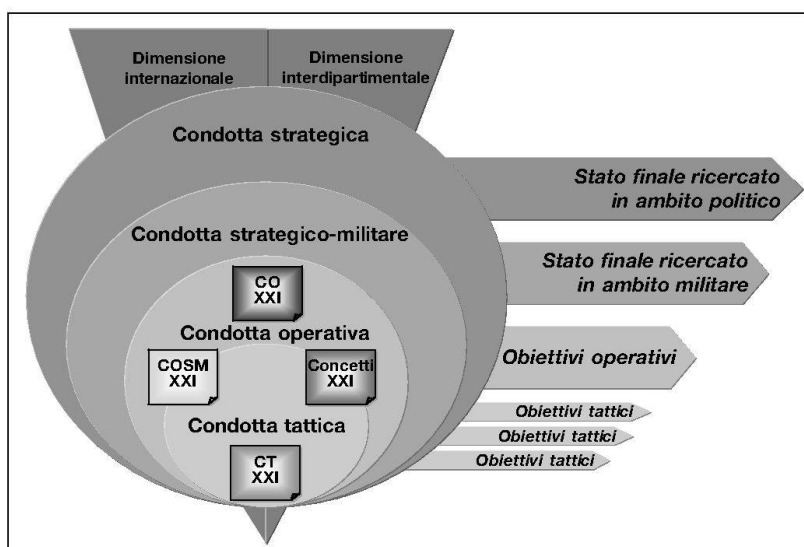 Dimensione
internazionale
Dimensione
interdipartimentale
Condotta strategica
Stato finale ricercato
in ambito politico
Condotta strategico-militare
Stato finale ricercato
in ambito militare
CO
XXI
Condotta operativa
COSM
XXI
Concetti
XXI
Obiettivi operativi
Condotta tattica
CT
XXI
Obiettivi tattici
Obiettivi tattici
Obiettivi tattici